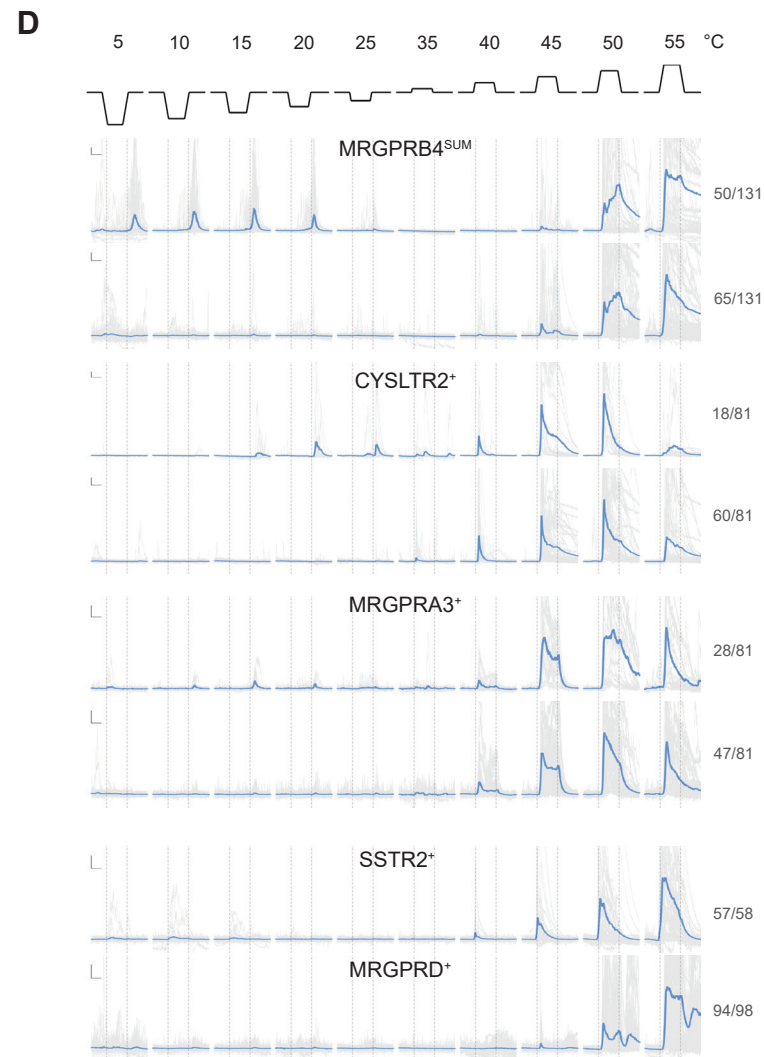 D
5 10 15 20 25 35 40 45 50 55 °C
MRGPRB4ˢᵁᴹ
50/131
65/131
CYSLTR2⁺
18/81
60/81
MRGPRA3⁺
28/81
47/81
SSTR2⁺
57/58
MRGPRD⁺
94/98